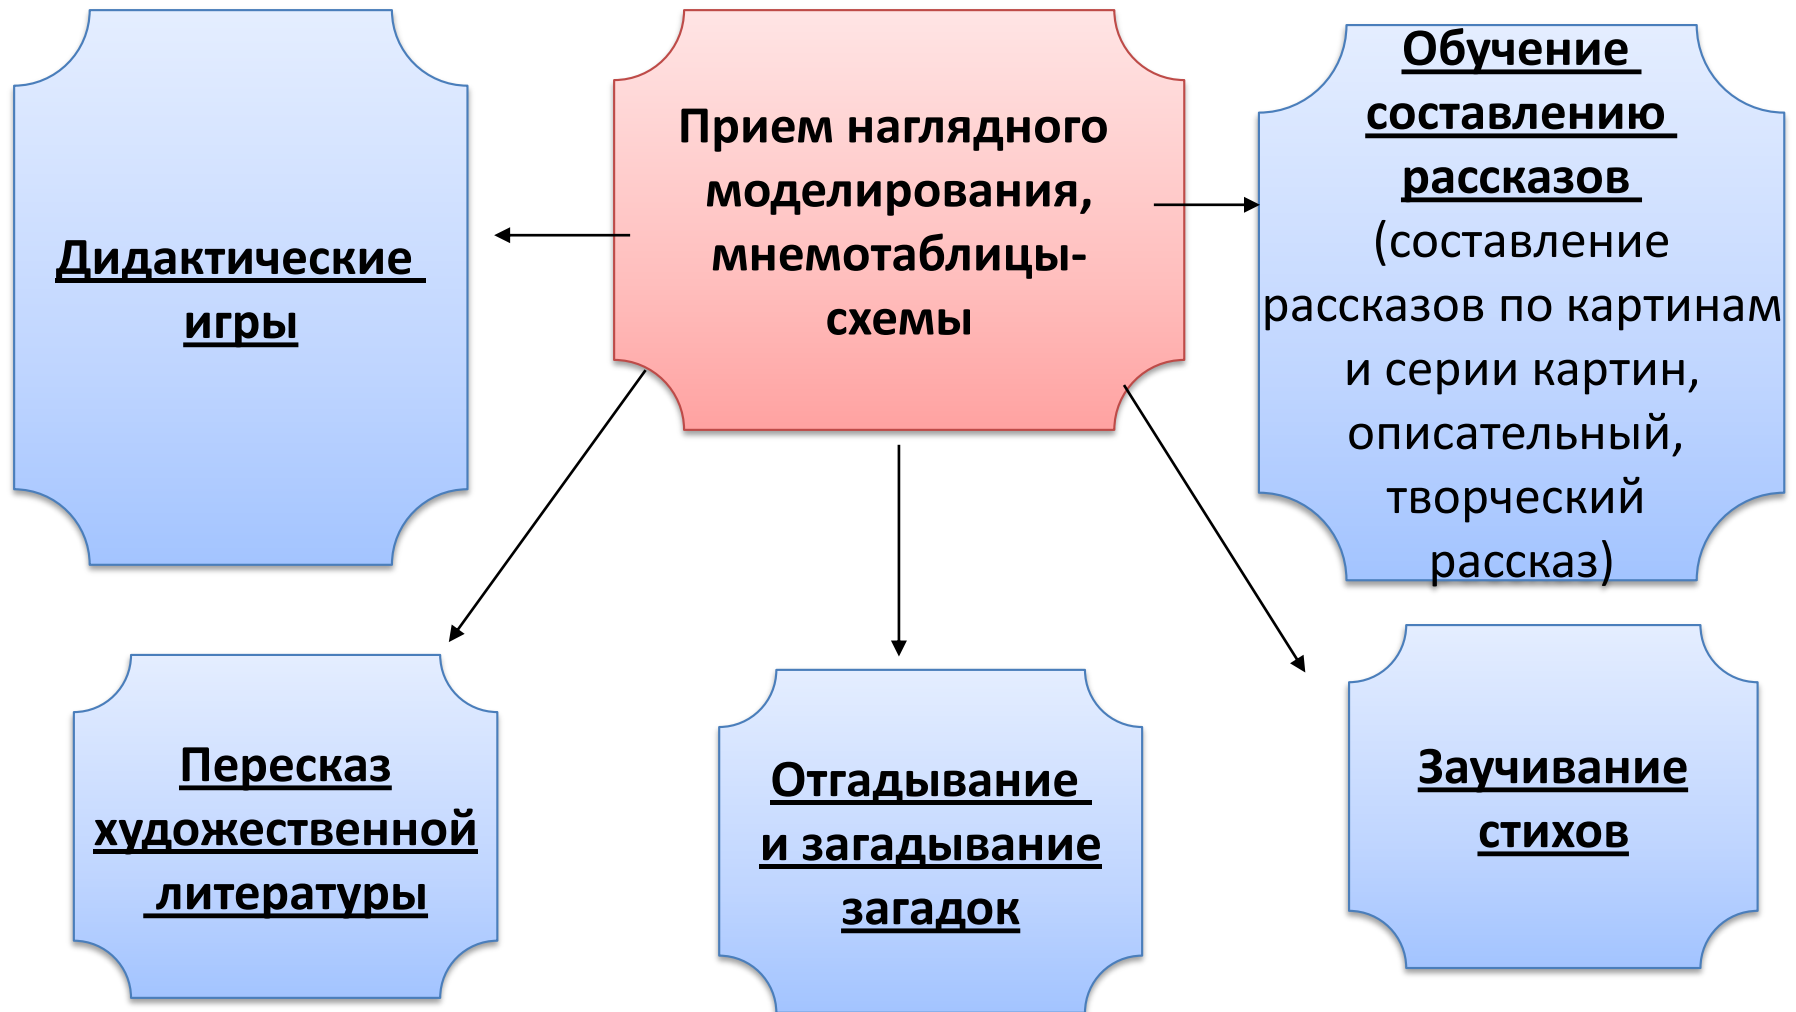 Дидактические
игры
Прием наглядного
моделирования,
мнемотаблицы-
схемы
Обучение
составлению
рассказов
(составление
рассказов по картинам
и серии картин,
описательный,
творческий
рассказ)
Пересказ
художественной
литературы
Отгадывание
и загадывание
загадок
Заучивание
стихов